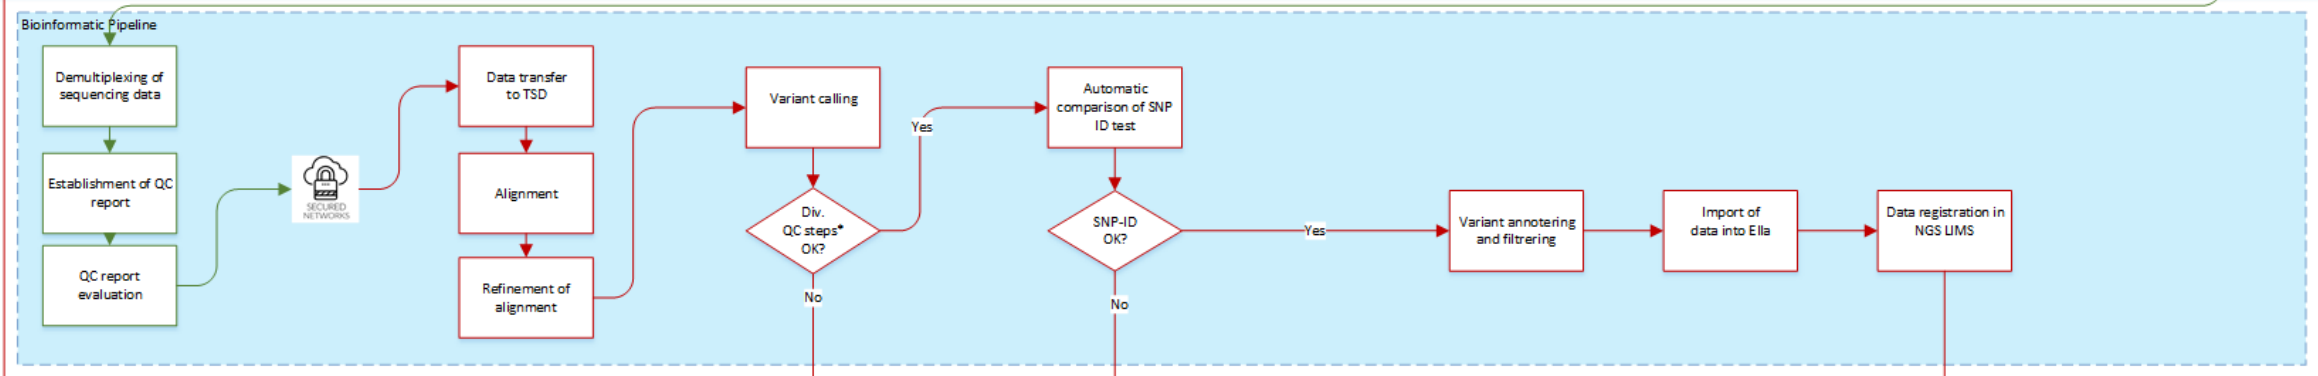 Bioinformatic Pipeline
Demultiplexing of
sequencing data
Establishment of QC
report
QC report
evaluation
SECURED
NETWORKS
Data transfer
to TSD
Alignment
Refinement of
alignment
Variant calling
Div.
QC steps*
OK?
Yes
No
Automatic
comparison of SNP
ID test
SNP-ID
OK?
Yes
No
Variant annotering
and filtrering
Import of
data into Ella
Data registration in
NGS LIMS